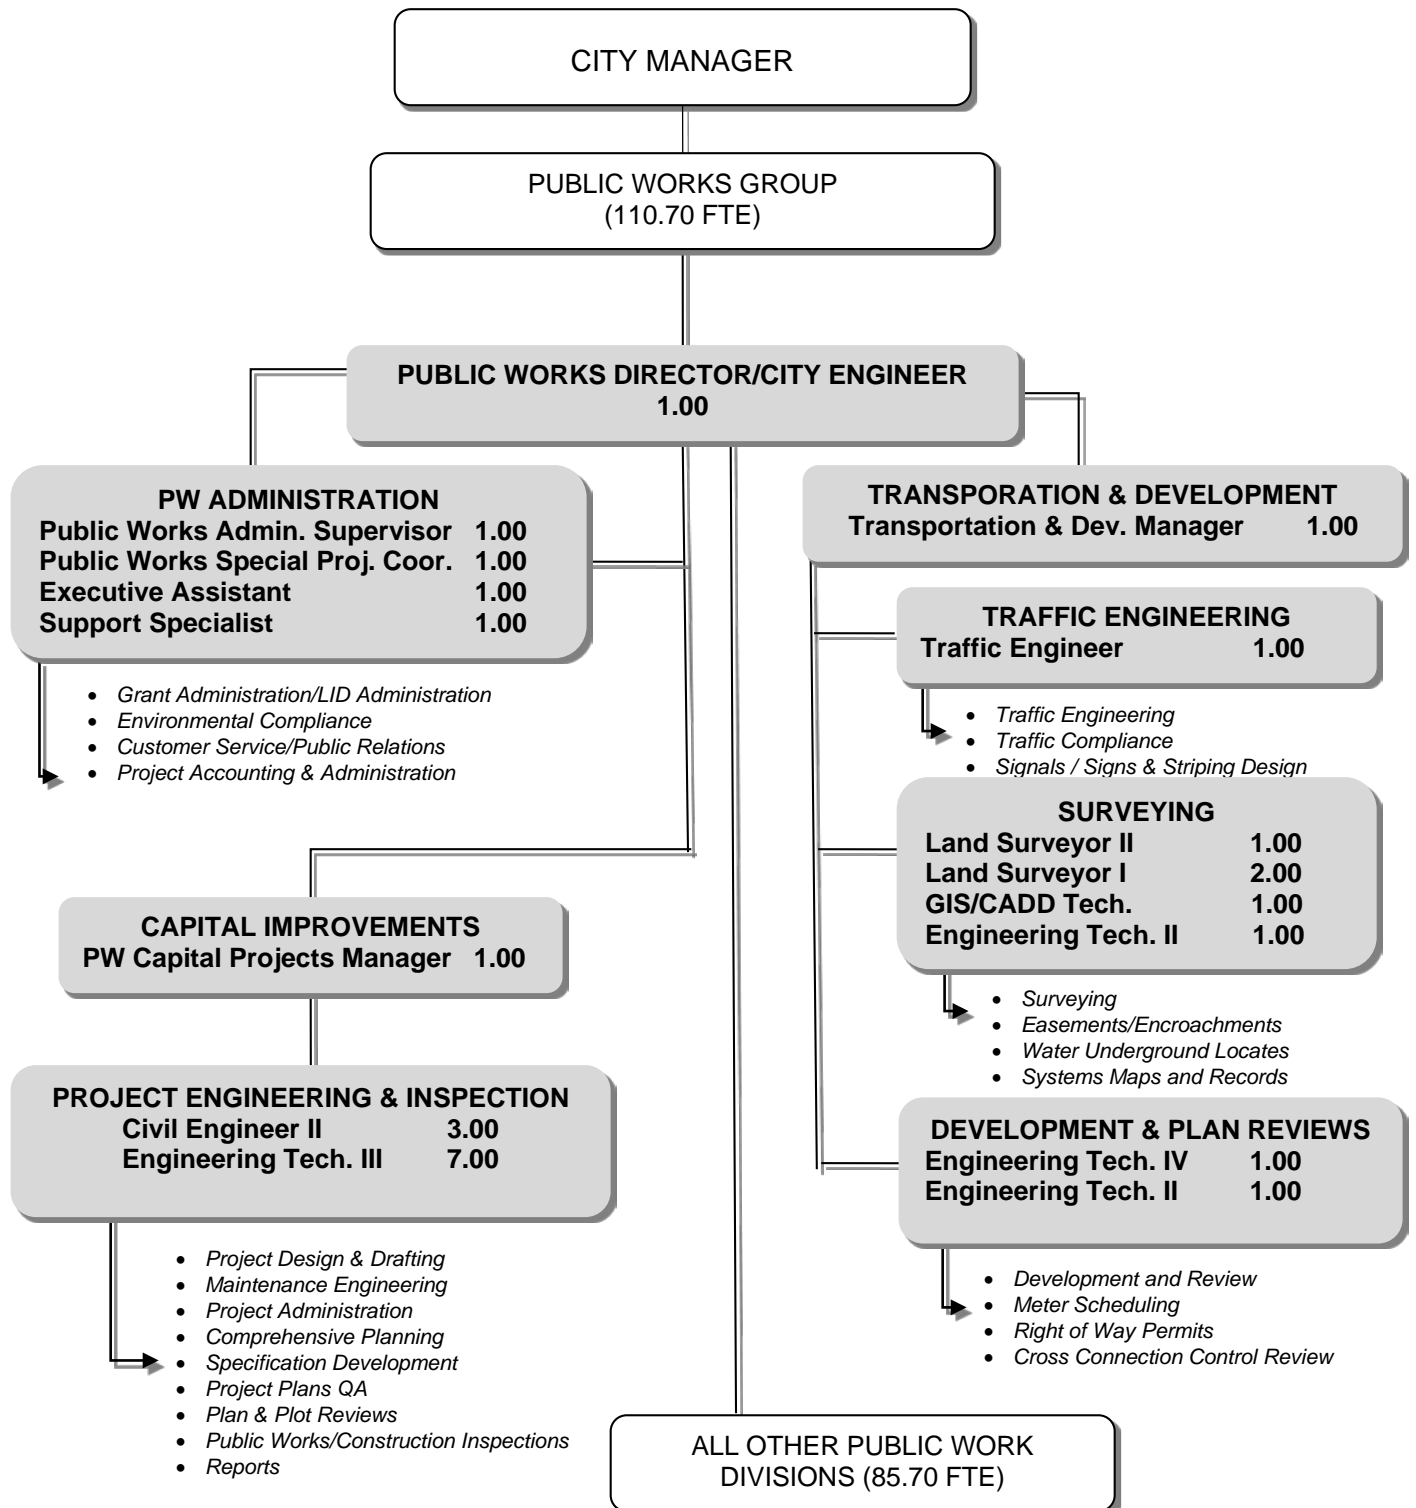 CITY MANAGER
PUBLIC WORKS GROUP
(110.70 FTE)
PUBLIC WORKS DIRECTOR/CITY ENGINEER
1.00
PW ADMINISTRATION
Public Works Admin. Supervisor 1.00
Public Works Special Proj. Coor. 1.00
Executive Assistant 1.00
Support Specialist 1.00
• Grant Administration/LID Administration
• Environmental Compliance
• Customer Service/Public Relations
• Project Accounting & Administration
CAPITAL IMPROVEMENTS
PW Capital Projects Manager 1.00
PROJECT ENGINEERING & INSPECTION
Civil Engineer II 3.00
Engineering Tech. III 7.00
• Project Design & Drafting
• Maintenance Engineering
• Project Administration
• Comprehensive Planning
• Specification Development
• Project Plans QA
• Plan & Plot Reviews
• Public Works/Construction Inspections
• Reports
TRANSPORATION & DEVELOPMENT
Transportation & Dev. Manager 1.00
TRAFFIC ENGINEERING
Traffic Engineer 1.00
• Traffic Engineering
• Traffic Compliance
• Signals / Signs & Striping Design
SURVEYING
Land Surveyor II 1.00
Land Surveyor I 2.00
GIS/CADD Tech. 1.00
Engineering Tech. II 1.00
• Surveying
• Easements/Encroachments
• Water Underground Locates
• Systems Maps and Records
DEVELOPMENT & PLAN REVIEWS
Engineering Tech. IV 1.00
Engineering Tech. II 1.00
• Development and Review
• Meter Scheduling
• Right of Way Permits
• Cross Connection Control Review
ALL OTHER PUBLIC WORK
DIVISIONS (85.70 FTE)